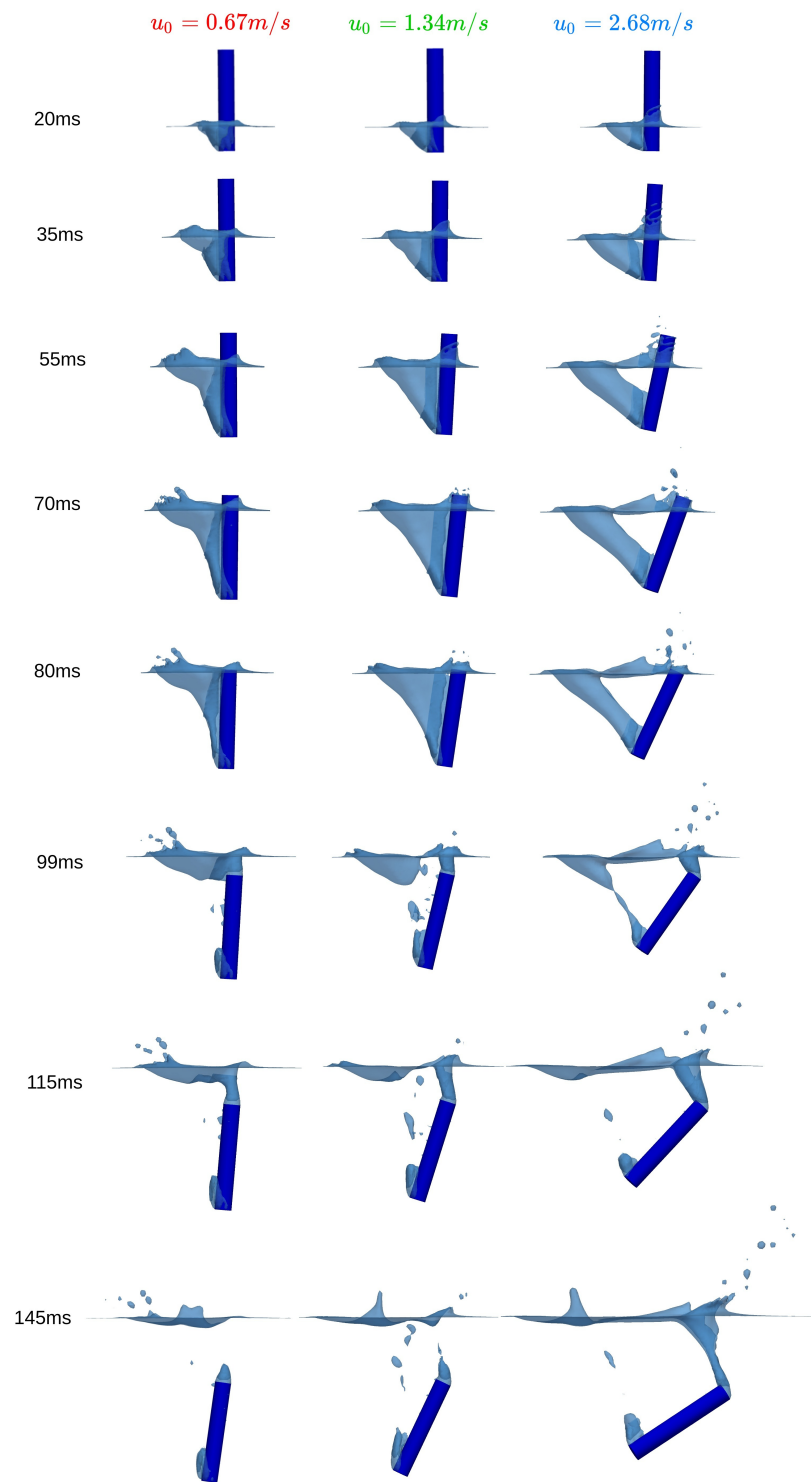 u₀ = 0.67m/s u₀ = 1.34m/s u₀ = 2.68m/s
20ms
35ms
55ms
70ms
80ms
99ms
115ms
145ms